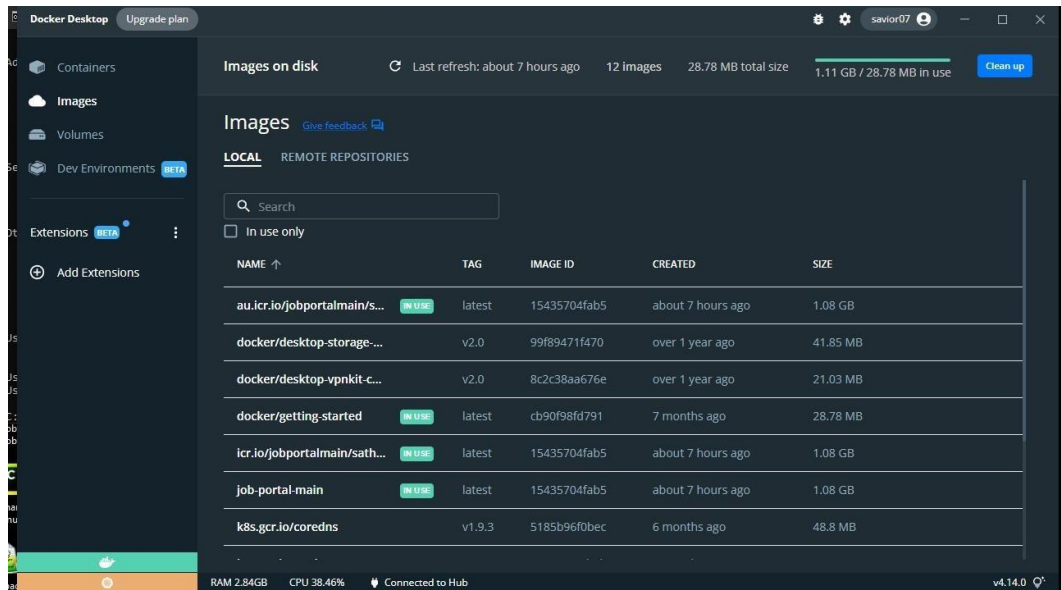 Docker Desktop Upgrade plan savior07
Containers
Images
Volumes
Dev Environments BETA
Extensions BETA
Add Extensions
Images on disk Last refresh: about 7 hours ago 12 images 28.78 MB total size 1.11 GB / 28.78 MB in use Clean up
Images Give feedback
LOCAL REMOTE REPOSITORIES
Search
In use only
NAME TAG IMAGE ID CREATED SIZE
au.icr.io/jobportalmain/s... IN USE latest 15435704fab5 about 7 hours ago 1.08 GB
docker/desktop-storage-... v2.0 99f89471f470 over 1 year ago 41.85 MB
docker/desktop-vpnkit-c... v2.0 8c2c38aa676e over 1 year ago 21.03 MB
docker/getting-started IN USE latest cb90f98fd791 7 months ago 28.78 MB
icr.io/jobportalmain/sath... IN USE latest 15435704fab5 about 7 hours ago 1.08 GB
job-portal-main IN USE latest 15435704fab5 about 7 hours ago 1.08 GB
k8s.gcr.io/coredns v1.9.3 5185b96f0bec 6 months ago 48.8 MB
RAM 2.84GB CPU 38.46% Connected to Hub v4.14.0